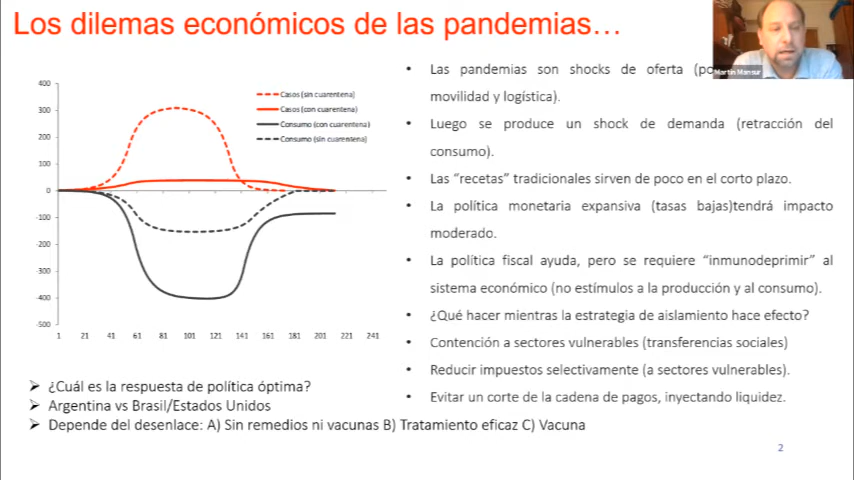 Los dilemas económicos de las pandemias…
Martin Mansur
400
300
200
100
0
-100
-200
-300
-400
-500
1 21 41 61 81 101 121 141 161 181 201 221 241
Casos (sin cuarentena)
Casos (con cuarentena)
Consumo (con cuarentena)
Consumo (sin cuarentena)
• Las pandemias son shocks de oferta
movilidad y logística).
• Luego se produce un shock de demanda (retracción del
consumo).
• Las “recetas” tradicionales sirven de poco en el corto plazo.
• La política monetaria expansiva (tasas bajas)tendrá impacto
moderado.
• La política fiscal ayuda, pero se requiere “inmunodeprimir” al
sistema económico (no estímulos a la producción y al consumo).
• ¿Qué hacer mientras la estrategia de aislamiento hace efecto?
• Contención a sectores vulnerables (transferencias sociales)
• Reducir impuestos selectivamente (a sectores vulnerables).
• Evitar un corte de la cadena de pagos, inyectando liquidez.
➢ ¿Cuál es la respuesta de política óptima?
➢ Argentina vs Brasil/Estados Unidos
➢ Depende del desenlace: A) Sin remedios ni vacunas B) Tratamiento eficaz C) Vacuna
2